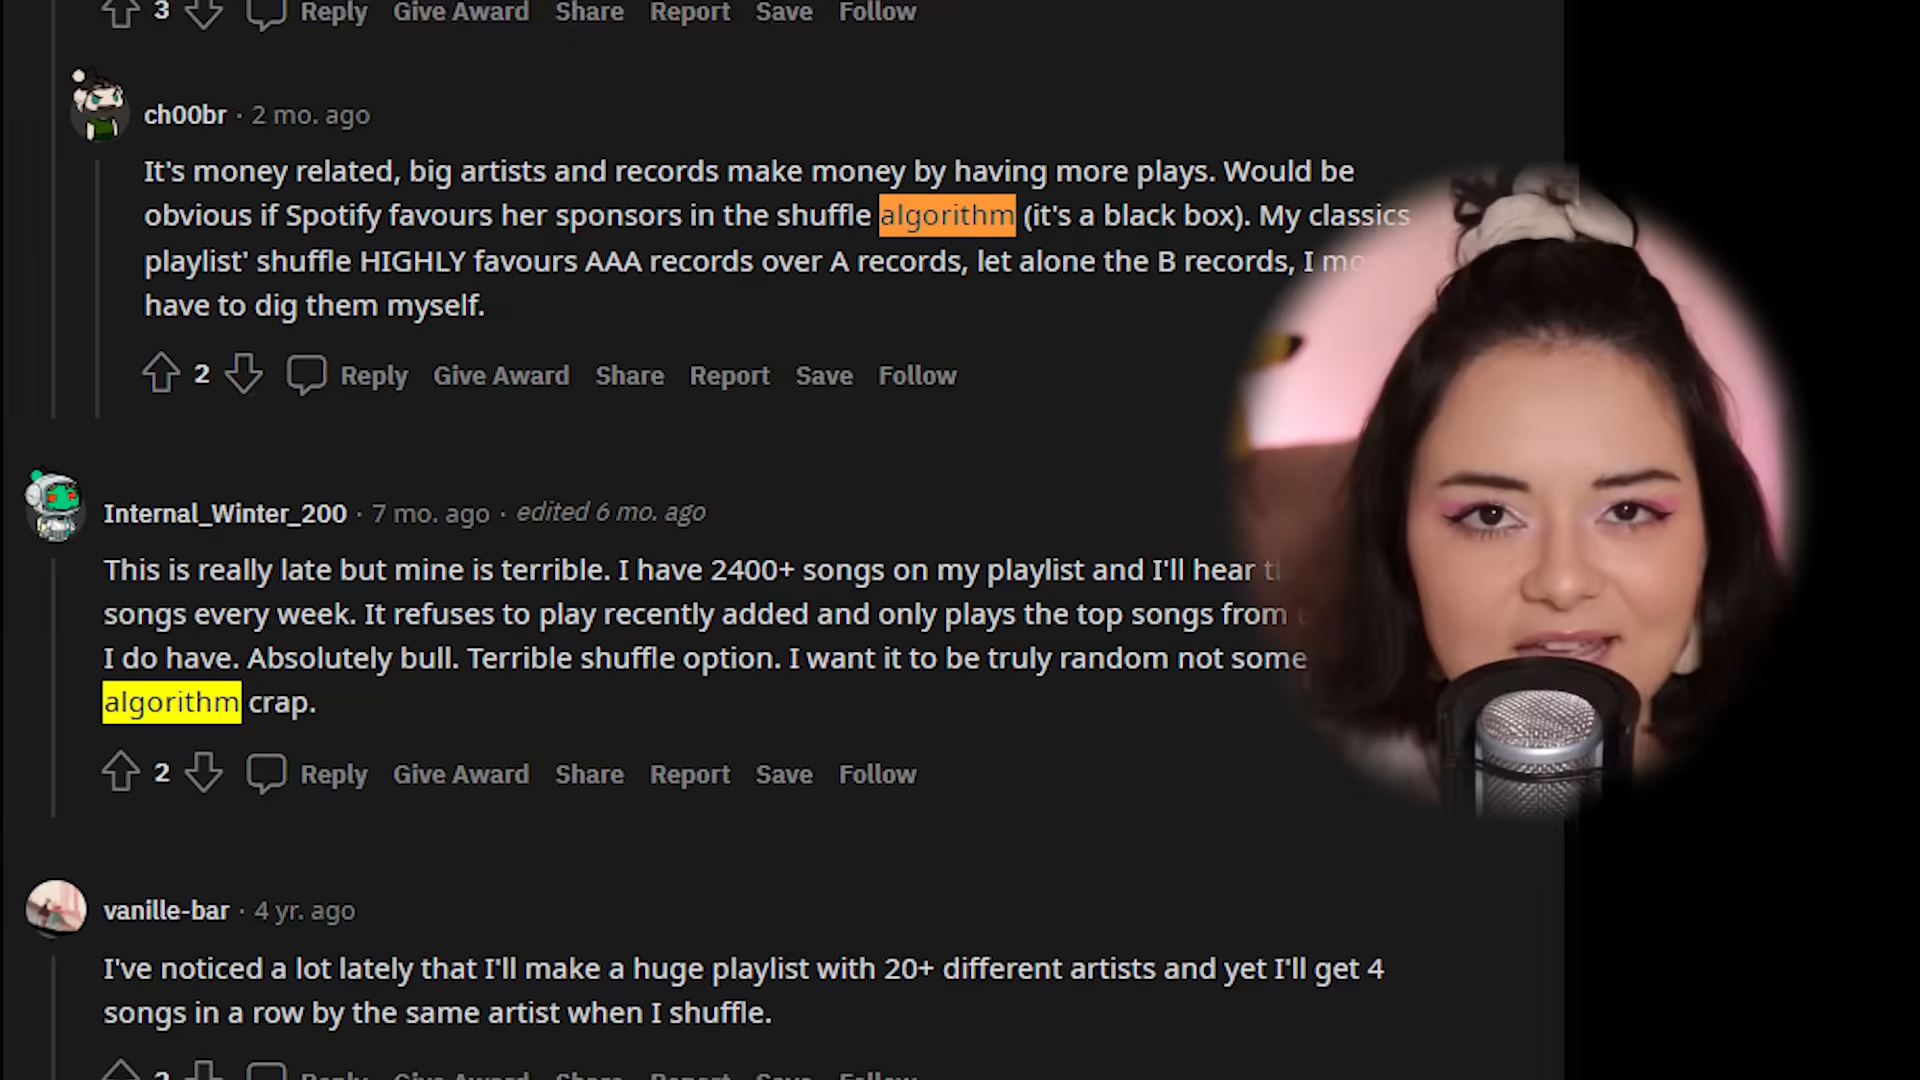 3 Reply Give Award Share Report Save Follow
ch00br · 2 mo. ago
It's money related, big artists and records make money by having more plays. Would be
obvious if Spotify favours her sponsors in the shuffle algorithm (it's a black box). My classics
playlist' shuffle HIGHLY favours AAA records over A records, let alone the B records, I
have to dig them myself.
2 Reply Give Award Share Report Save Follow
Internal_Winter_200 · 7 mo. ago · edited 6 mo. ago
This is really late but mine is terrible. I have 2400+ songs on my playlist and I'll hear
songs every week. It refuses to play recently added and only plays the top songs from
I do have. Absolutely bull. Terrible shuffle option. I want it to be truly random not some
algorithm crap.
2 Reply Give Award Share Report Save Follow
vanille-bar · 4 yr. ago
I've noticed a lot lately that I'll make a huge playlist with 20+ different artists and yet I'll get 4
songs in a row by the same artist when I shuffle.
Reply Give Award Share Report Save Follow